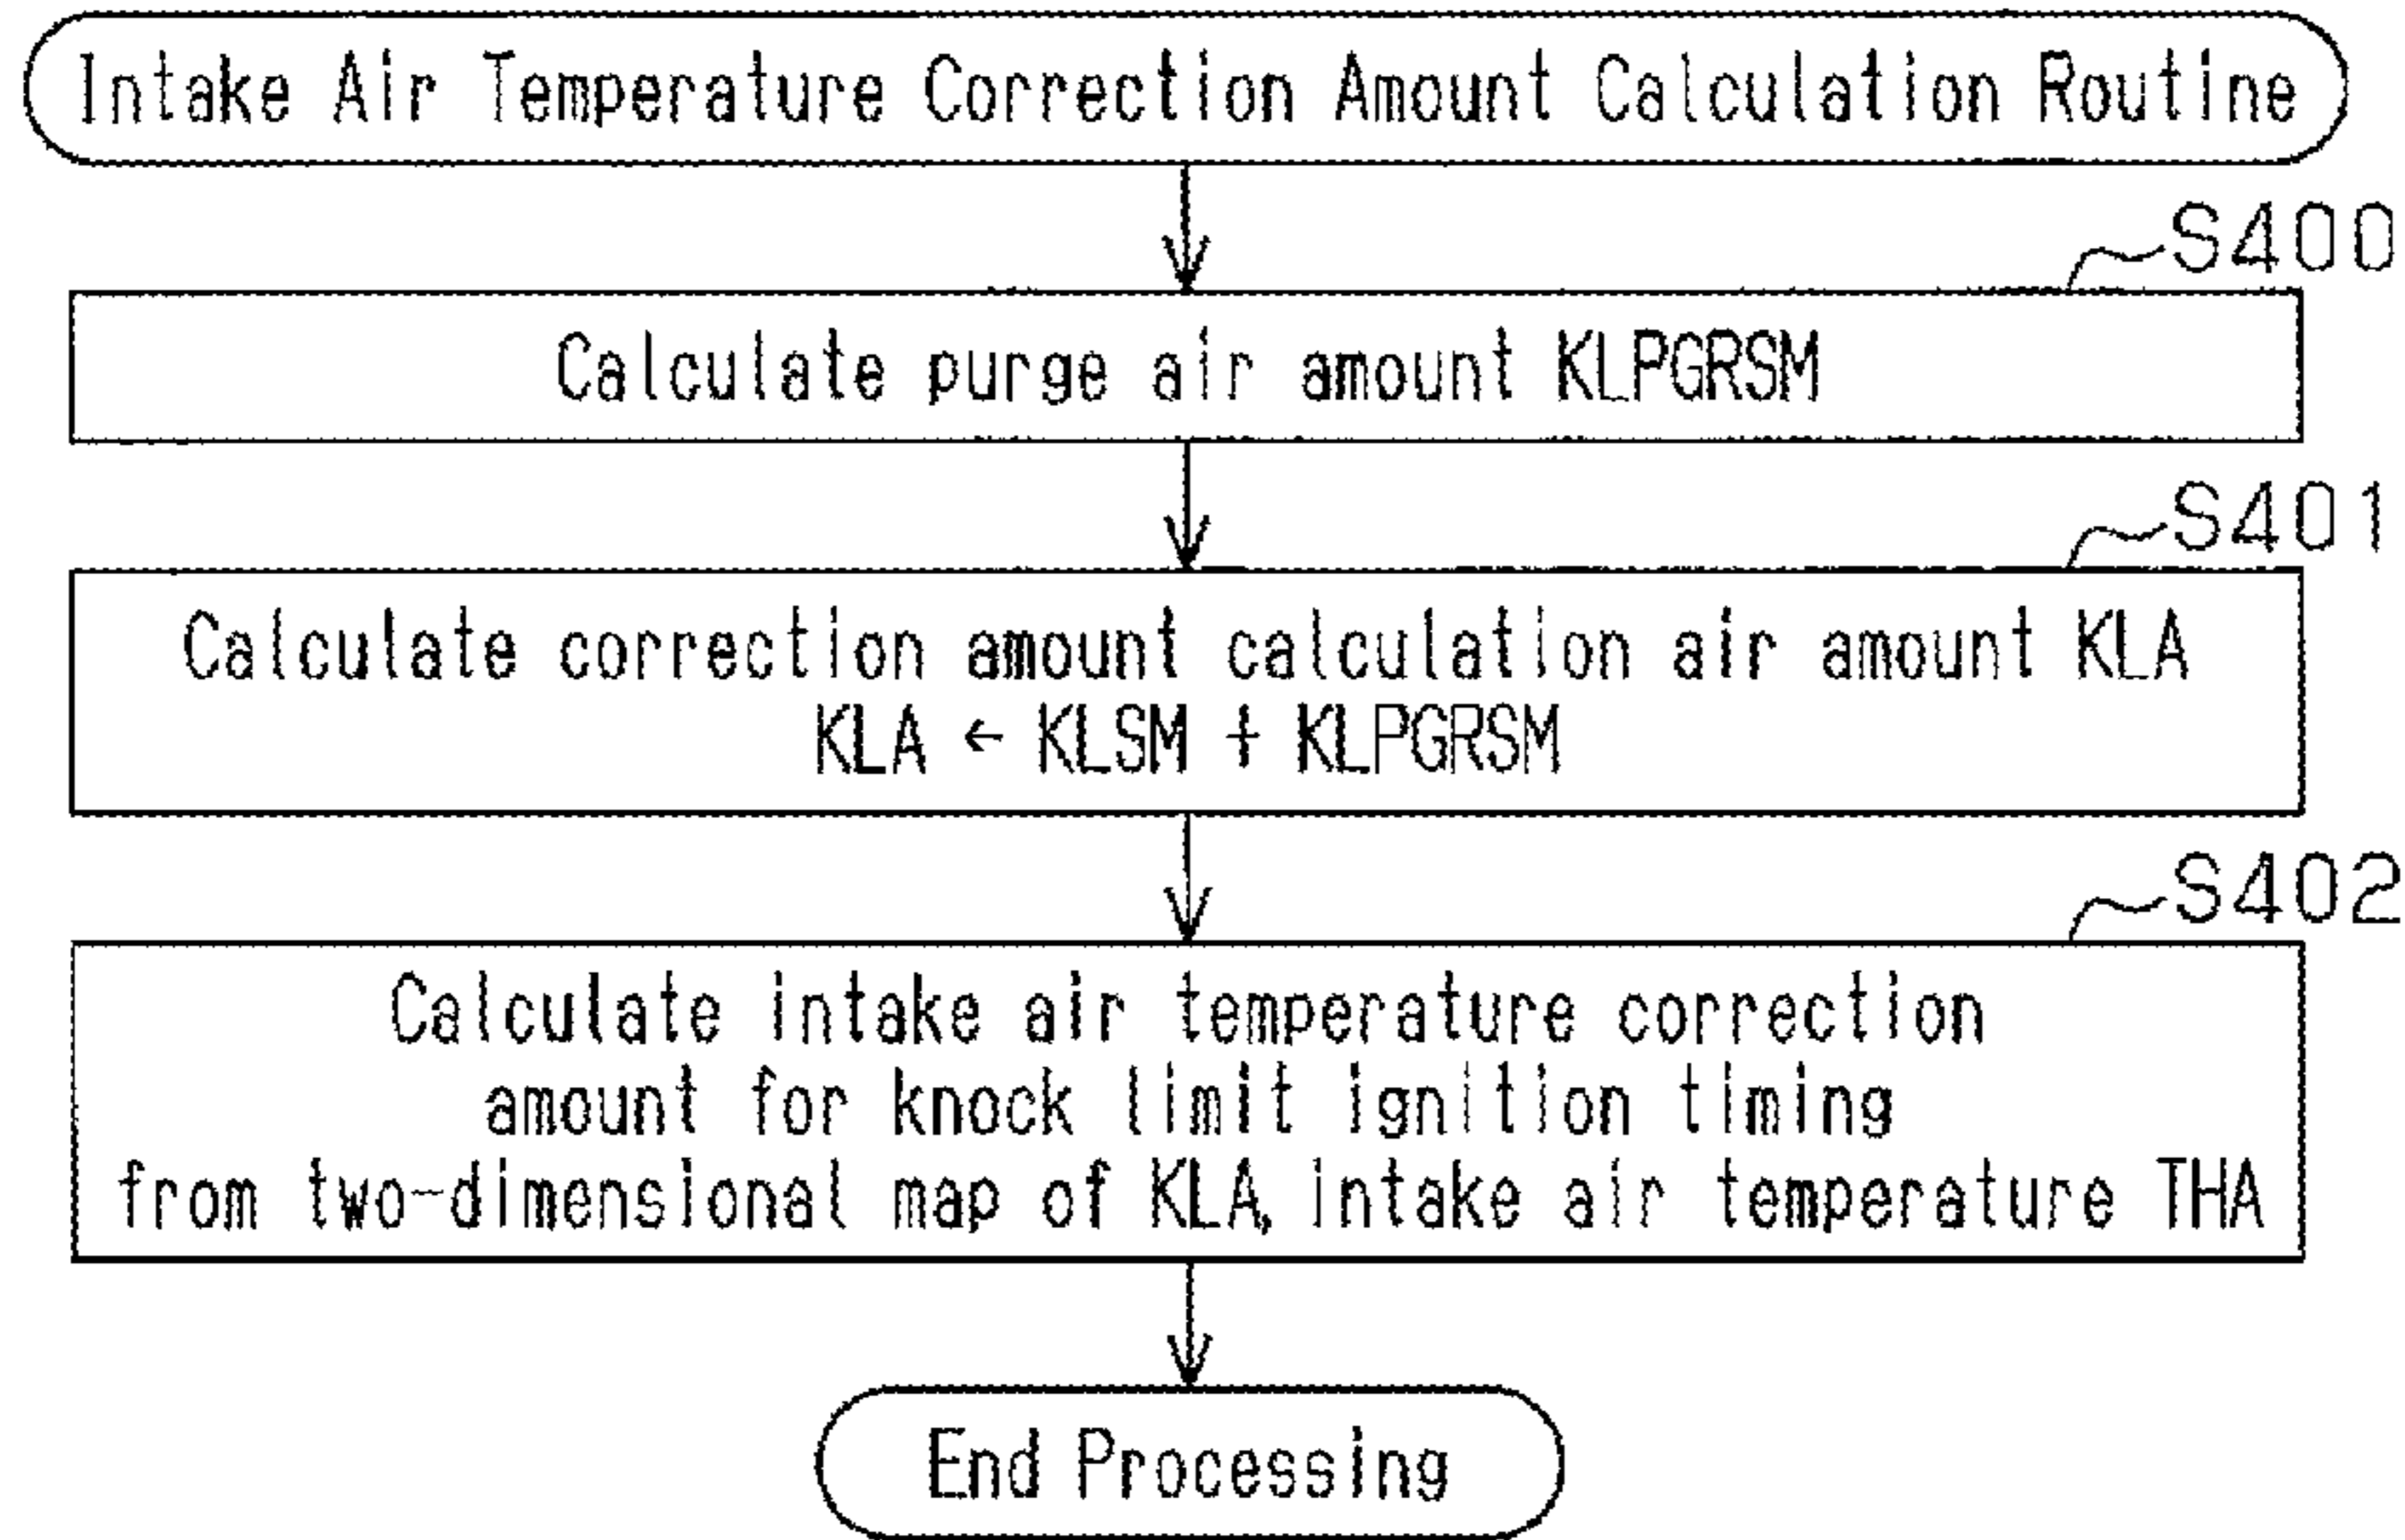 Intake Air Temperature Correction Amount Calculation Routine
S400
Calculate purge air amount KLPGRSM
S401
Calculate correction amount calculation air amount KLA
KLA ← KLSM + KLPGRSM
S402
Calculate intake air temperature correction
amount for knock limit ignition timing
from two-dimensional map of KLA, intake air temperature THA
End Processing